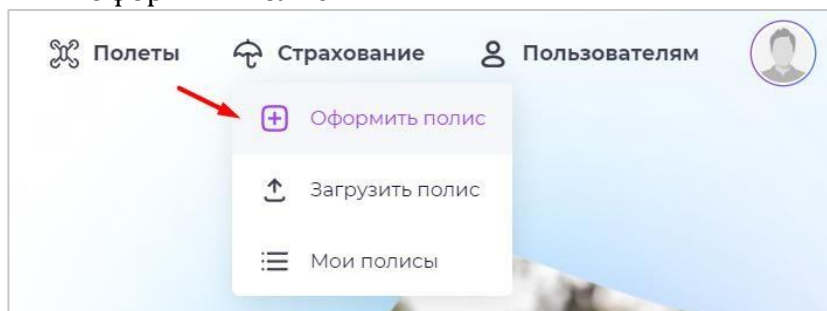 Полеты Страхование Пользователям
Оформить полис
Загрузить полис
Мои полисы